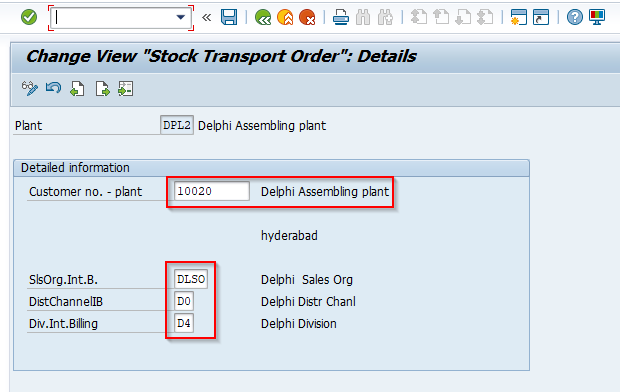 Change View "Stock Transport Order": Details
Plant DPL2 Delphi Assembling plant
Detailed information
Customer no. - plant 10020 Delphi Assembling plant
hyderabad
SlsOrg.Int.B. DLSO Delphi Sales Org
DistChannelIB D0 Delphi Distr Chanl
Div.Int.Billing D4 Delphi Division